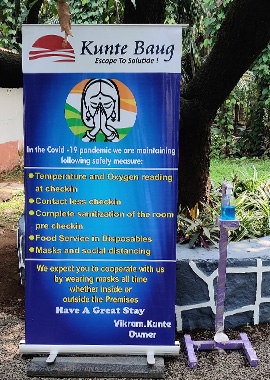 Kunte Baug
Escape To Solutide !
In the Covid -19 pandemic we are maintaining
following safety measure:
Temperature and Oxygen reading
at checkin
Contact less checkin
Complete sanitization of the room
pre checkin
Food Service in Disposables
Masks and social distancing
We expect you to cooperate with us
by wearing masks all time
whether inside or
outside the Premises
Have A Great Stay
Vikram.Kunte
Owner